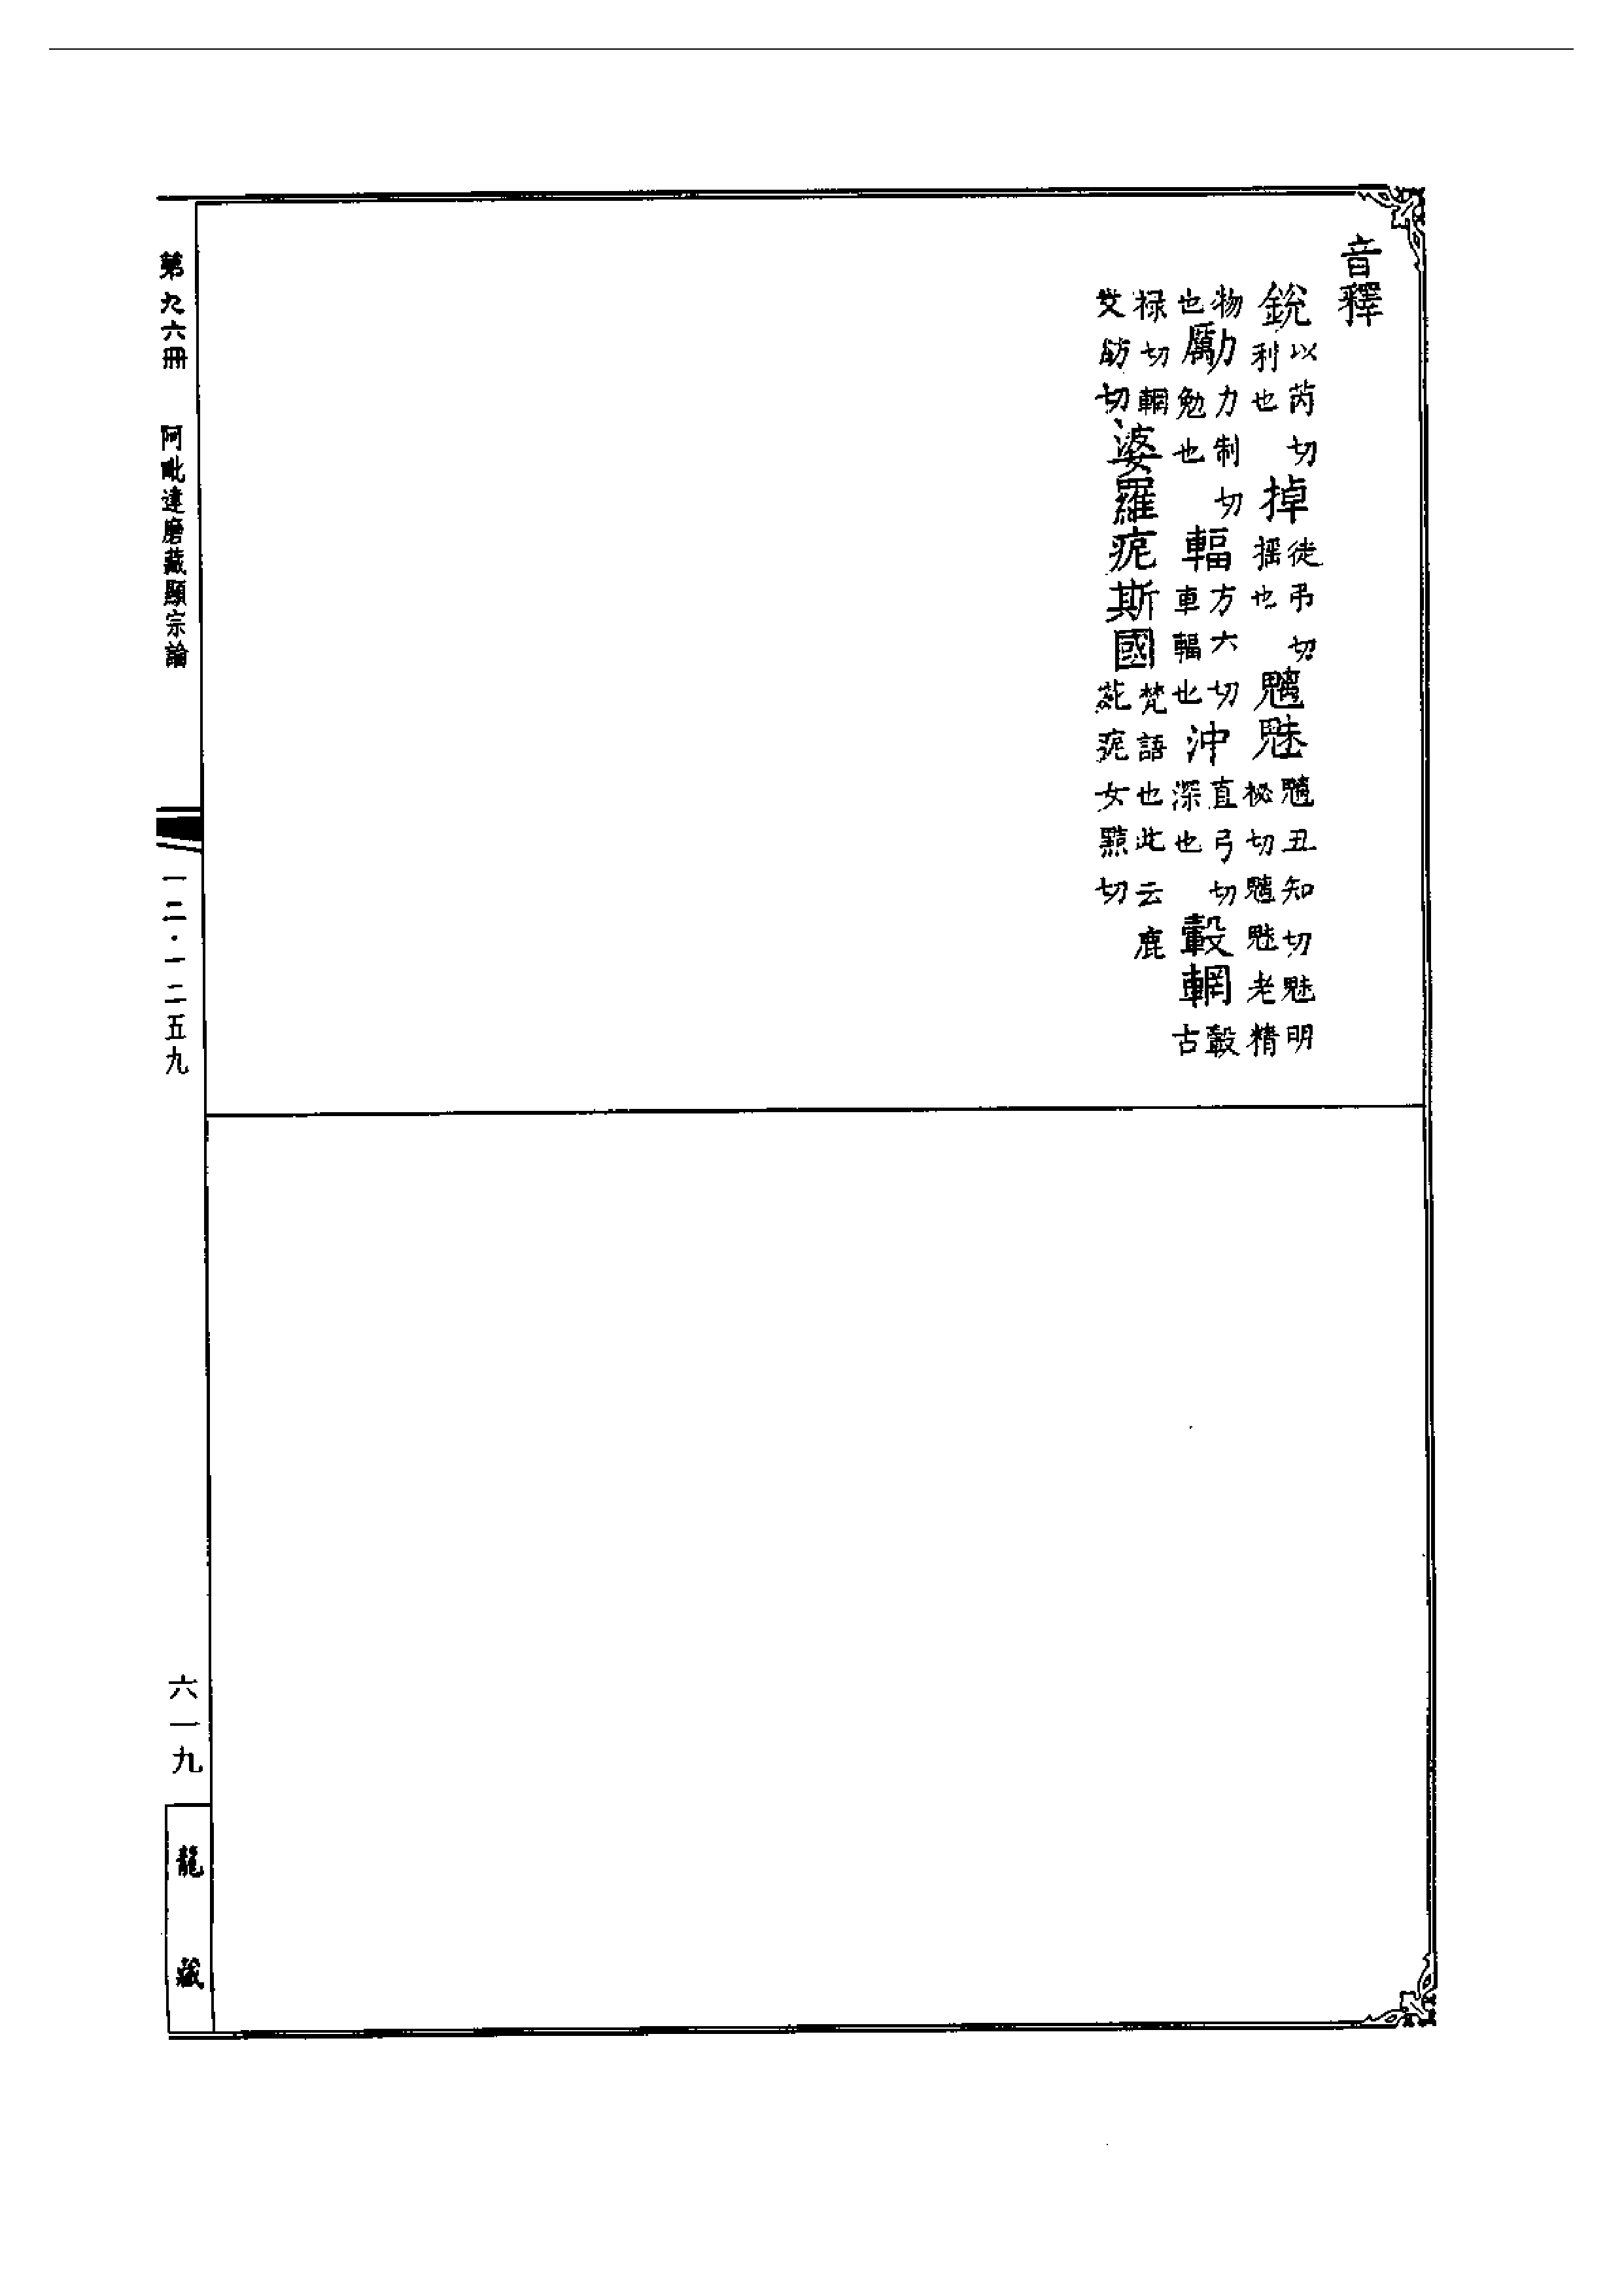 音釋
銳以芮切利也掉徒弔切搖也魑魅魑丑知切魅明祕切魑魅老精
物也勵力制切勉也輻方六切車輻也沖直弓切深也轂輞轂古
禄切輞文紡切婆羅痆斯國梵語也此云鹿苑痆女黠切
第九六冊 阿毗達磨藏顯宗論
一二·一二五九
六一九
龍藏